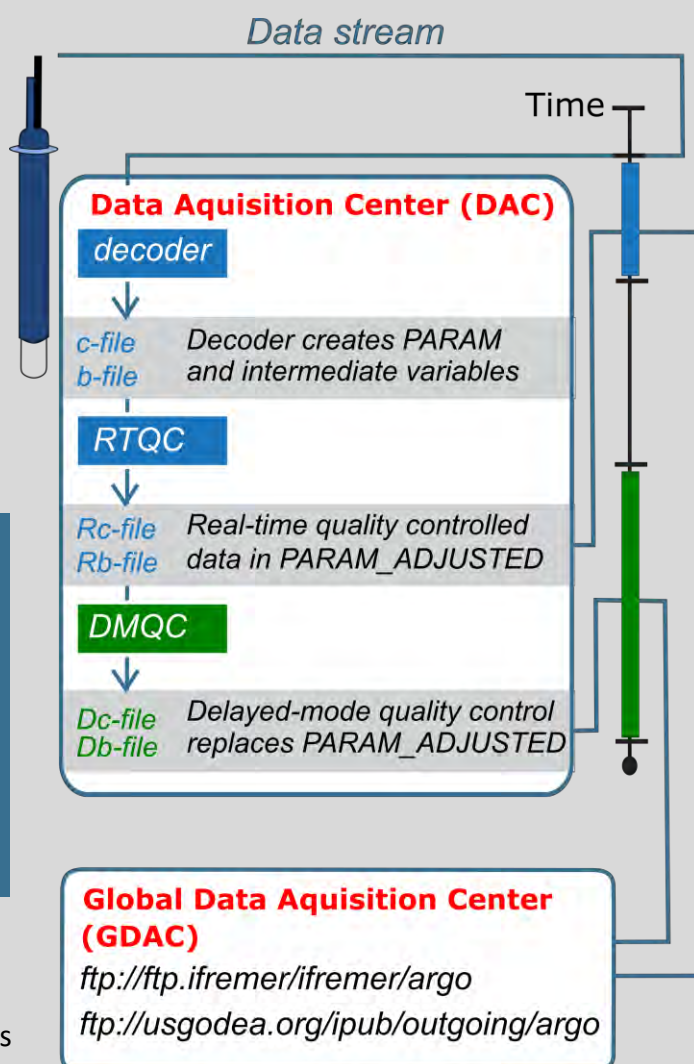 Data stream
Time
Data Aquisition Center (DAC)
decoder
c-file Decoder creates PARAM
b-file and intermediate variables
RTQC
Rc-file Real-time quality controlled
Rb-file data in PARAM_ADJUSTED
DMQC
Dc-file Delayed-mode quality control
Db-file replaces PARAM_ADJUSTED
Global Data Aquisition Center
(GDAC)
ftp://ftp.ifremer/ifremer/argo
ftp://usgodea.org/ipub/outgoing/argo
s